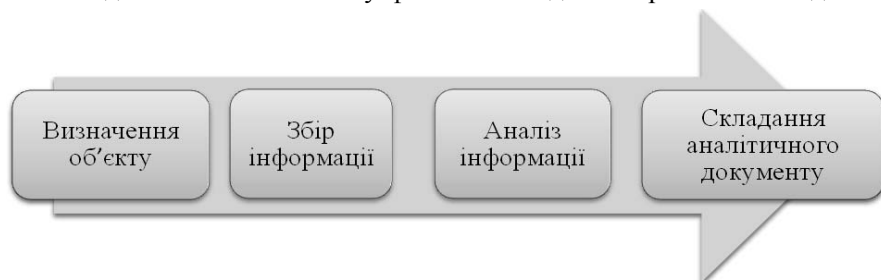 Визначення
об’єкту
Збір
інформації
Аналіз
інформації
Складання
аналітичного
документу